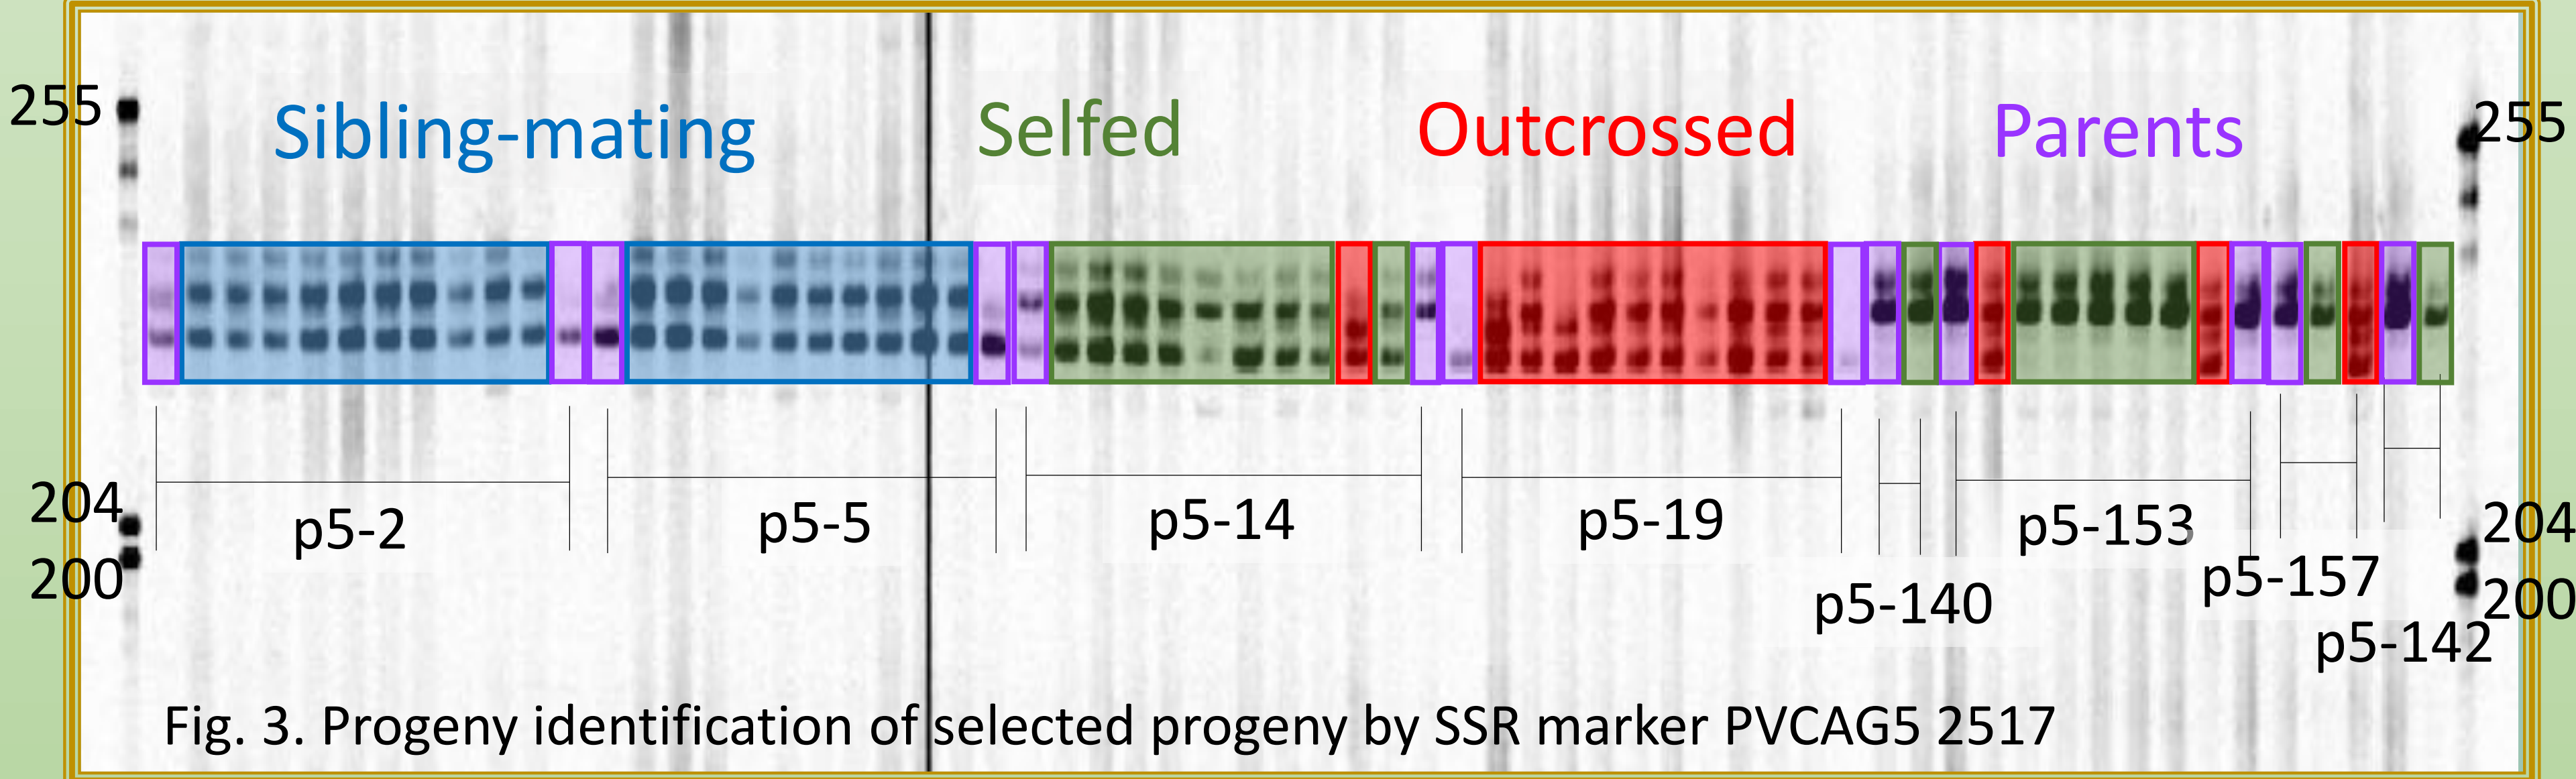 255
Sibling-mating
Selfed
Outcrossed
Parents
255
204
200
p5-2
p5-5
p5-14
p5-19
p5-140
p5-153
p5-157
p5-142
204
200
Fig. 3. Progeny identification of selected progeny by SSR marker PVCAG5 2517